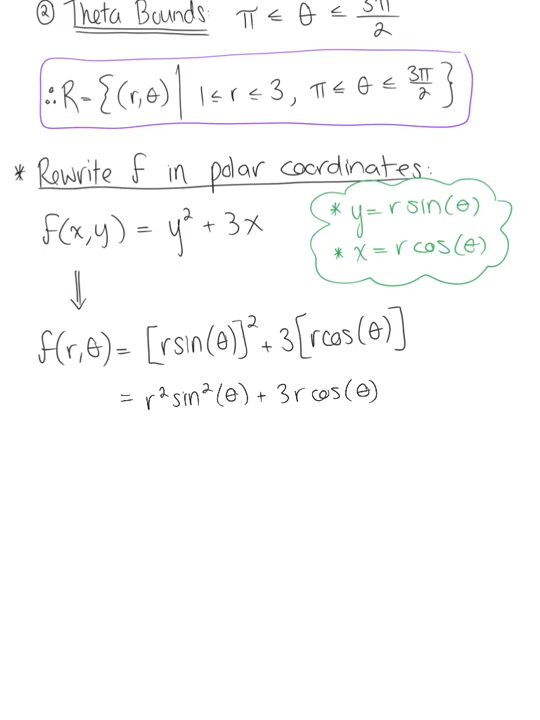 ② Theta Bounds: π ≤ θ ≤ 3π/2
∴ R = {(r,θ) | 1 ≤ r ≤ 3, π ≤ θ ≤ 3π/2}
* Rewrite f in polar coordinates:
f(x,y) = y² + 3x
* y = r sin(θ)
* x = r cos(θ)
⇓
f(r,θ) = [r sin(θ)]² + 3[r cos(θ)]
= r² sin²(θ) + 3r cos(θ)